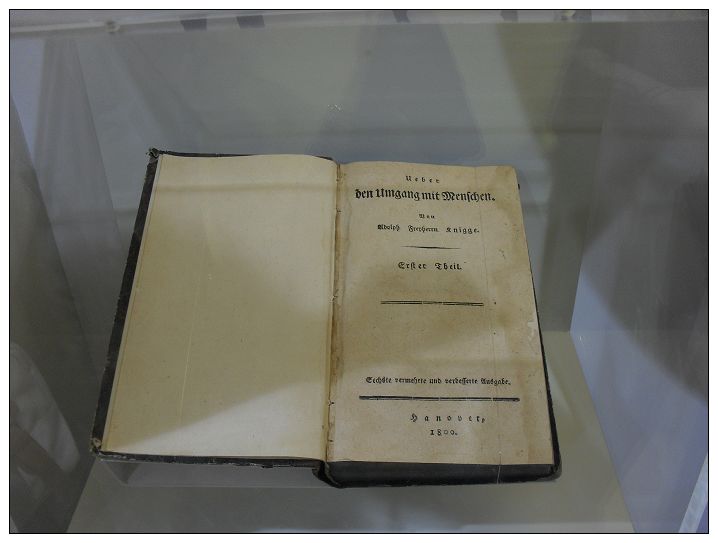 Ueber
den Umgang mit Menschen.
Von
Adolph Freyherrn Knigge.
Erster Theil.
Sechste vermehrte und verbesserte Ausgabe.
Hanover,
1800.